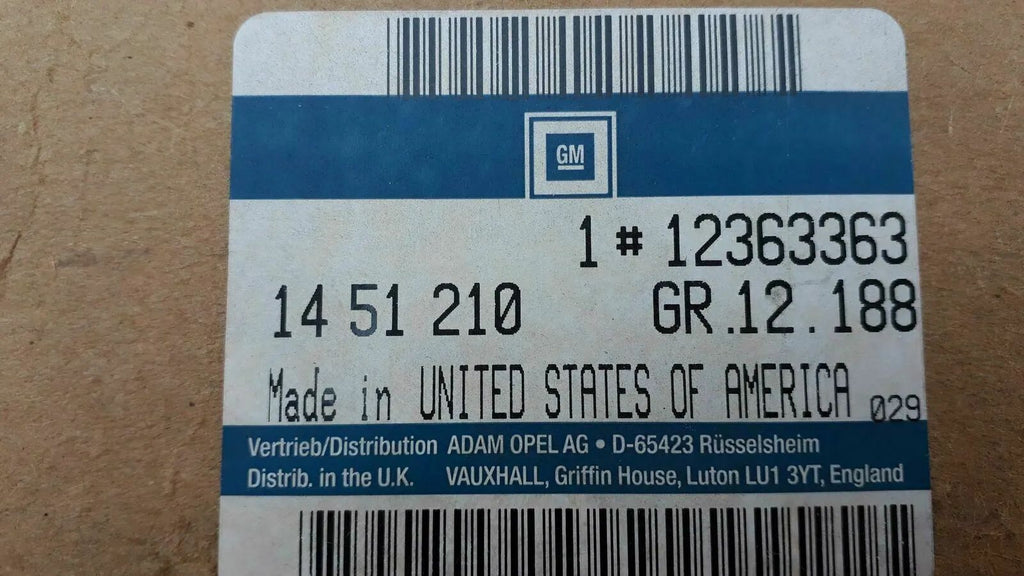 GM
1 # 12363363
14 51 210 GR.12.188
Made in UNITED STATES OF AMERICA 029
Vertrieb/Distribution ADAM OPEL AG • D-65423 Rüsselsheim
Distrib. in the U.K. VAUXHALL, Griffin House, Luton LU1 3YT, England